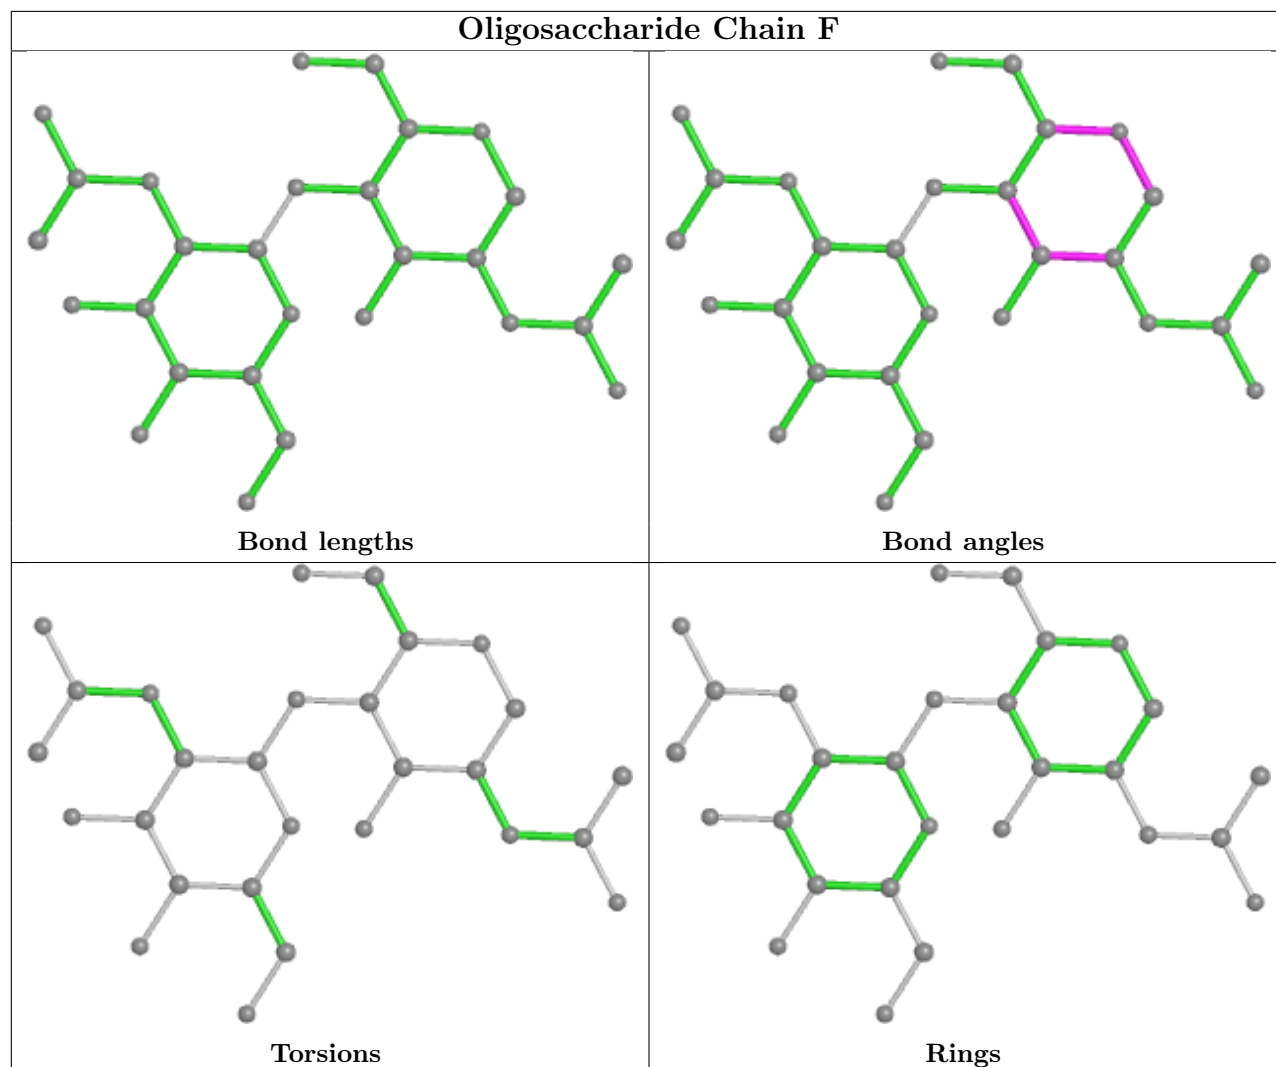 Oligosaccharide Chain F
Bond lengths
Bond angles
Torsions
Rings